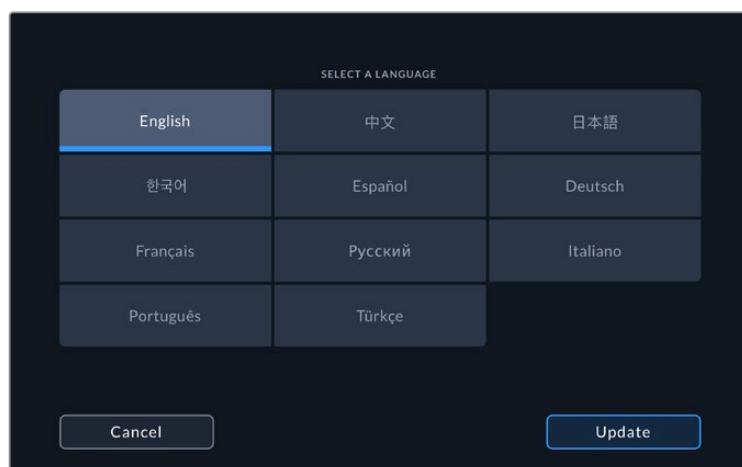 SELECT A LANGUAGE
English 中文 日本語
한국어 Español Deutsch
Français Русский Italiano
Português Türkçe
Cancel Update